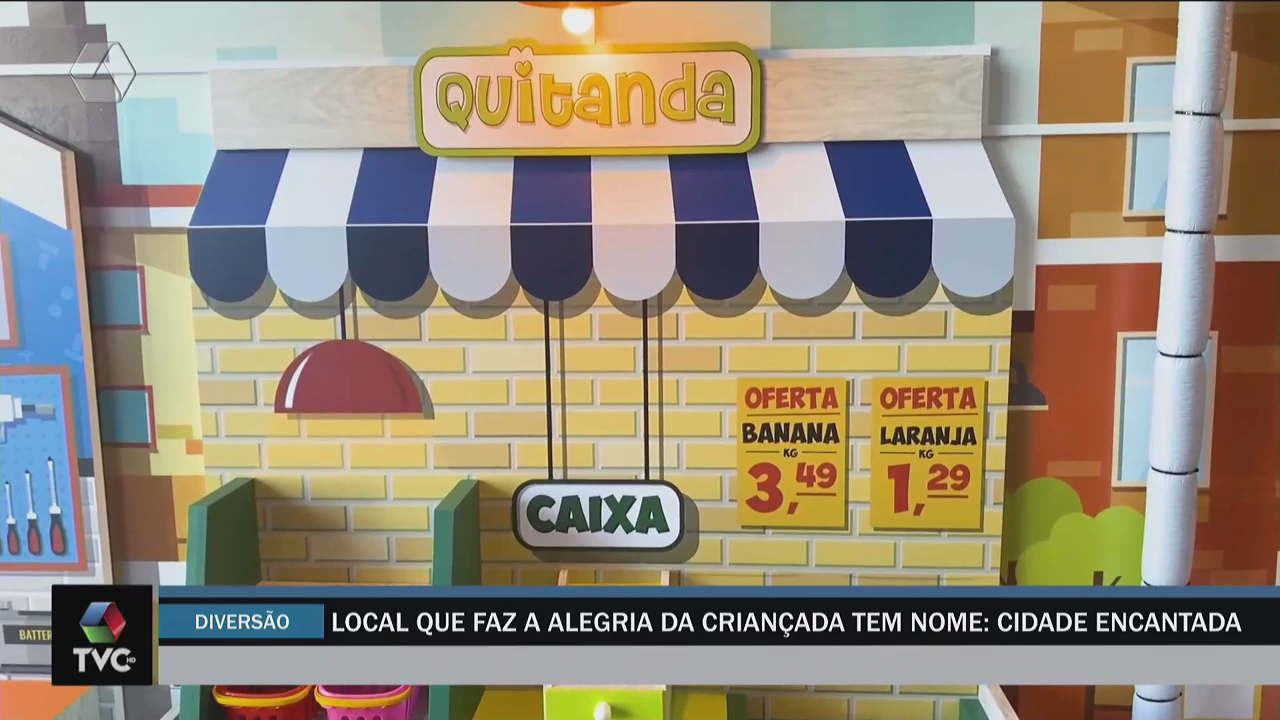 Quitanda
OFERTA
BANANA
KG
3,49
OFERTA
LARANJA
KG
1,29
CAIXA
BATTER
DIVERSÃO
LOCAL QUE FAZ A ALEGRIA DA CRIANÇADA TEM NOME: CIDADE ENCANTADA
TVC HD